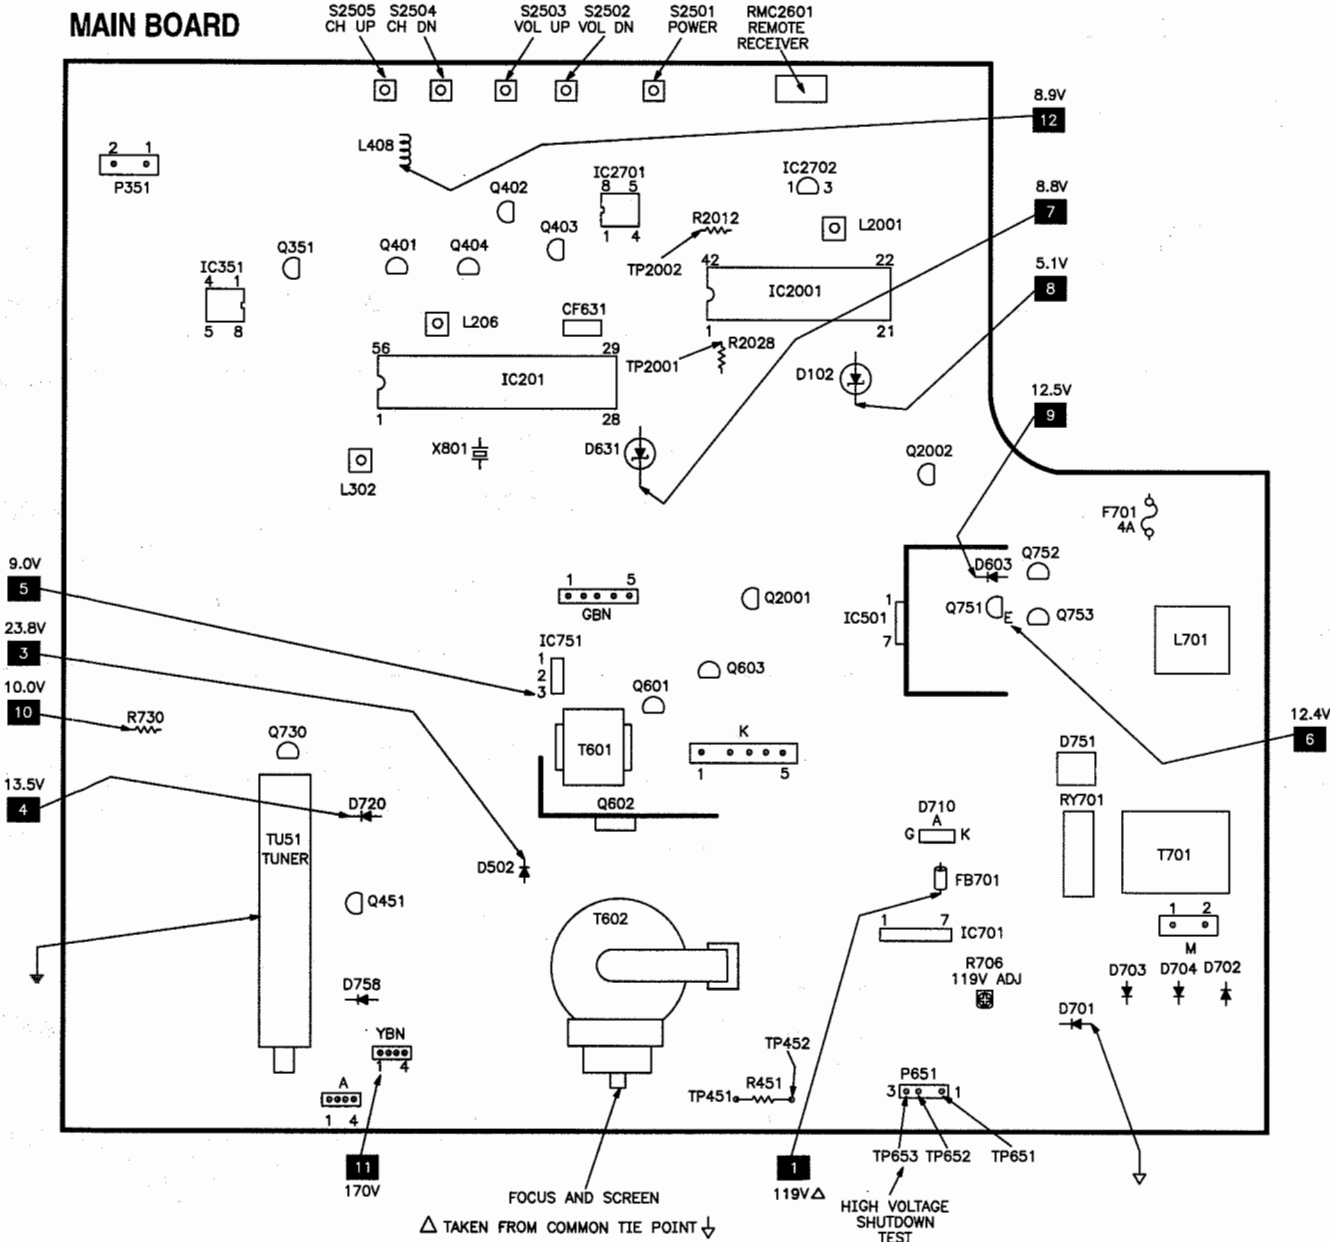 MAIN BOARD
S2505 S2504 S2503 S2502 S2501 RMC2601
CH UP CH DN VOL UP VOL DN POWER REMOTE
RECEIVER
8.9V
12
L408
2 1
P351
IC2701
8 5
1 4
IC2702
1 3
Q402
8.8V
7
R2012
L2001
Q403
Q351
Q401
Q404
TP2002
IC351
4 1
5 8
42 22
IC2001
1 21
5.1V
8
L206
CF631
R2028
TP2001
56 29
IC201
1 28
D102
12.5V
9
X801
D631
Q2002
L302
F701
4A
9.0V
5
1 5
GBN
D603
Q752
Q2001
1
IC501
7
Q751
E
Q753
L701
23.8V
3
IC751
1
2
3
Q603
Q601
10.0V
10
R730
Q730
T601
K
1 5
D751
12.4V
6
13.5V
4
D720
Q602
D710
A
G K
RY701
TU51
TUNER
T701
D502
FB701
Q451
T602
1 7
IC701
1 2
M
R706
119V ADJ
D703 D704 D702
D758
D701
YBN
1 4
TP452
A
1 4
TP451
R451
P651
3 1
11
170V
1
119V△
TP653 TP652 TP651
FOCUS AND SCREEN
HIGH VOLTAGE
SHUTDOWN
TEST
△ TAKEN FROM COMMON TIE POINT